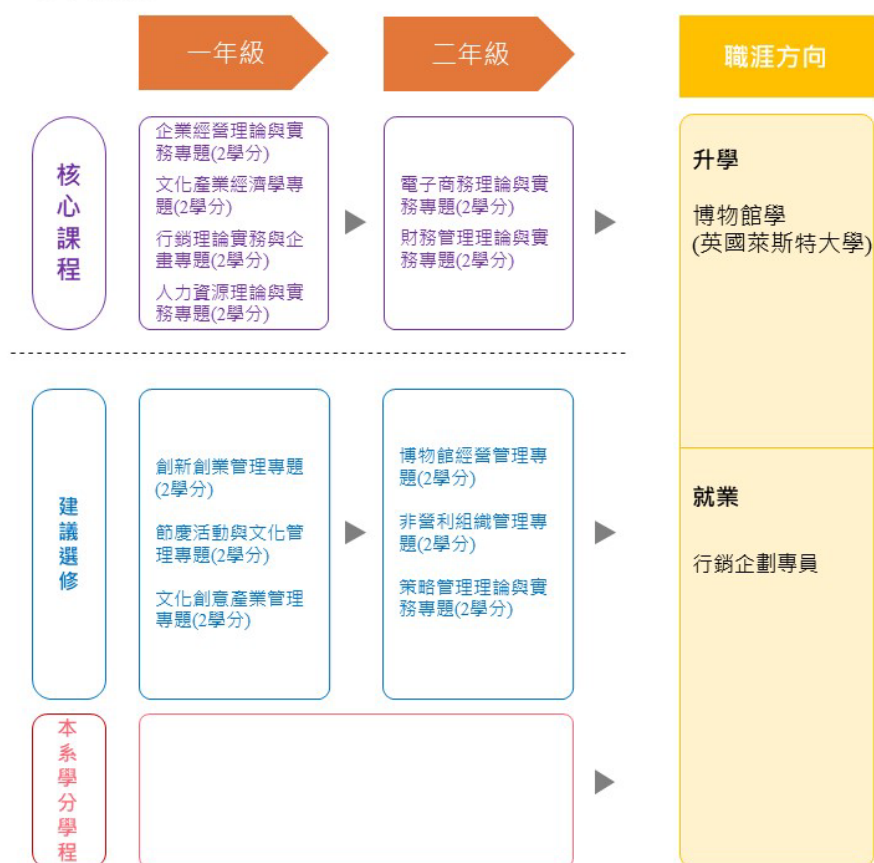 一年級
二年級
職涯方向
核心課程
企業經營理論與實
務專題(2學分)
文化產業經濟學專
題(2學分)
行銷理論實務與企
畫專題(2學分)
人力資源理論與實
務專題(2學分)
電子商務理論與實
務專題(2學分)
財務管理理論與實
務專題(2學分)
升學
博物館學
(英國萊斯特大學)
建議選修
創新創業管理專題
(2學分)
節慶活動與文化管
理專題(2學分)
文化創意產業管理
專題(2學分)
博物館經營管理專
題(2學分)
非營利組織管理專
題(2學分)
策略管理理論與實
務專題(2學分)
就業
行銷企劃專員
本系學分學程